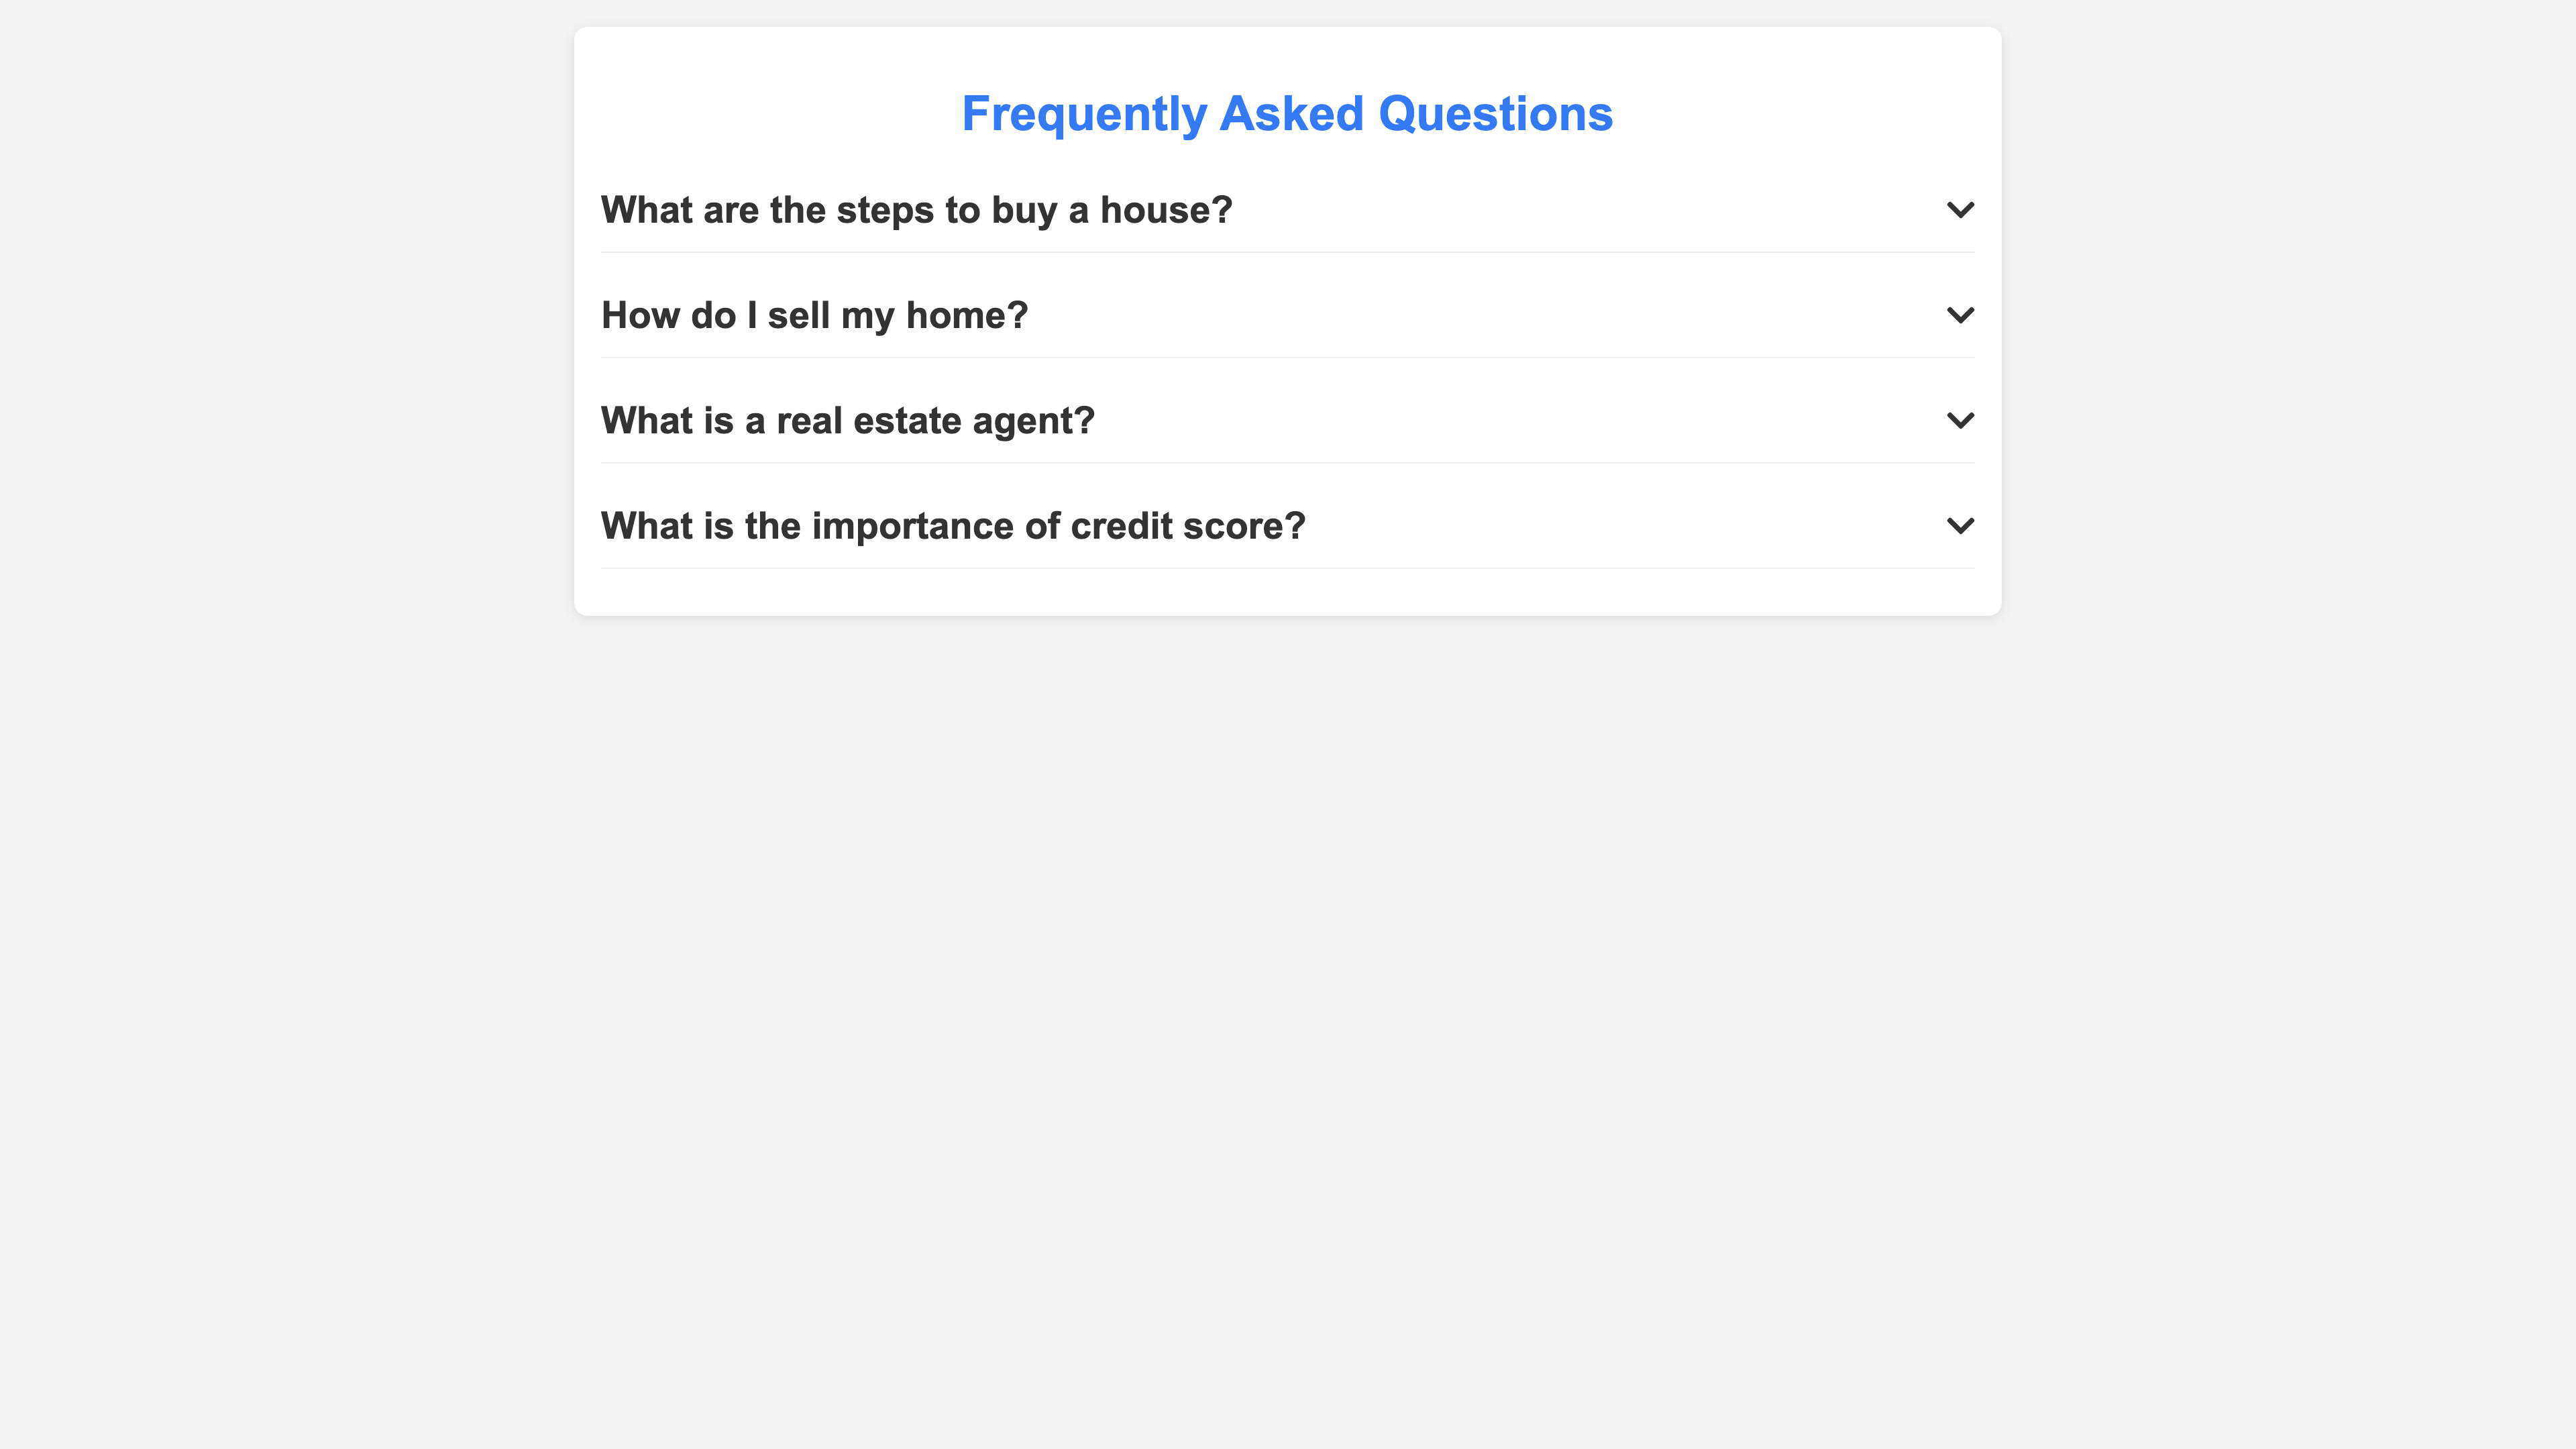 Frequently Asked Questions
What are the steps to buy a house?
How do I sell my home?
What is a real estate agent?
What is the importance of credit score?